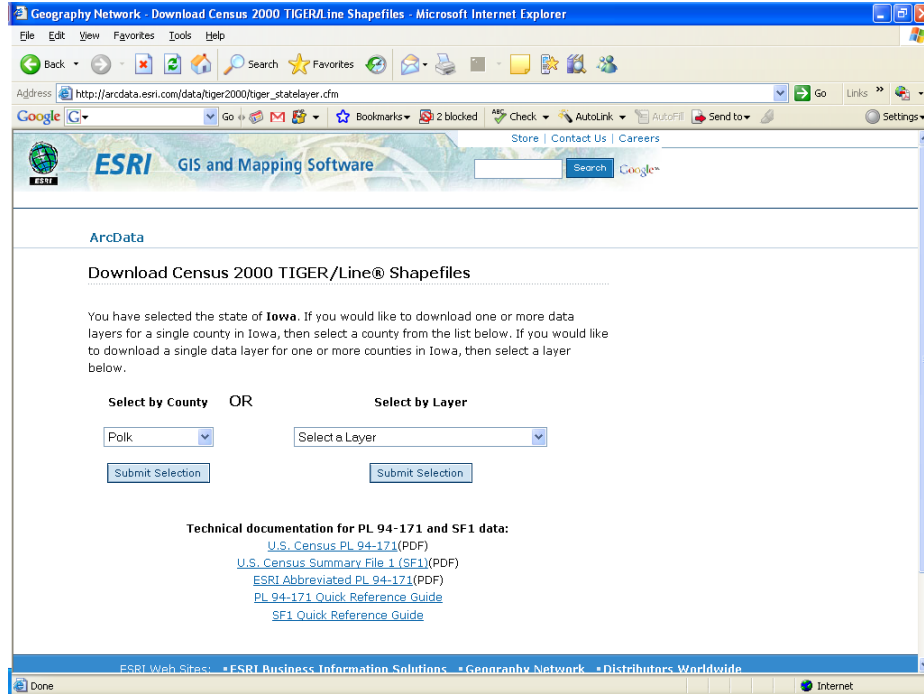 Geography Network - Download Census 2000 TIGER/Line Shapefiles - Microsoft Internet Explorer
File Edit View Favorites Tools Help
Back Search Favorites
Address http://arcdata.esri.com/data/tiger2000/tiger_statelayer.cfm Go Links »
Google G Go Bookmarks 2 blocked ABC Check AutoLink AutoFill Send to Settings
Store | Contact Us | Careers
ESRI ESRI GIS and Mapping Software Search Google™
ArcData
Download Census 2000 TIGER/Line® Shapefiles
You have selected the state of Iowa. If you would like to download one or more data
layers for a single county in Iowa, then select a county from the list below. If you would like
to download a single data layer for one or more counties in Iowa, then select a layer
below.
Select by County OR Select by Layer
Polk Select a Layer
Submit Selection Submit Selection
Technical documentation for PL 94-171 and SF1 data:
U.S. Census PL 94-171(PDF)
U.S. Census Summary File 1 (SF1)(PDF)
ESRI Abbreviated PL 94-171(PDF)
PL 94-171 Quick Reference Guide
SF1 Quick Reference Guide
ESRI Web Sites: ▪ ESRI Business Information Solutions ▪ Geography Network ▪ Distributors Worldwide
Done Internet